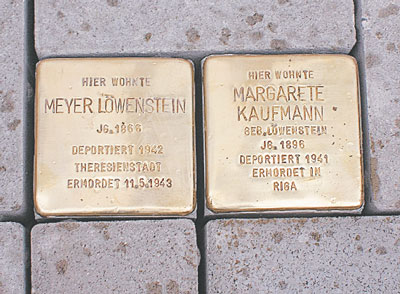 HIER WOHNTE
MEYER LÖWENSTEIN
JG. 1866
DEPORTIERT 1942
THERESIENSTADT
ERMORDET 11.5.1943
HIER WOHNTE
MARGARETE
KAUFMANN
GEB. LÖWENSTEIN
JG. 1896
DEPORTIERT 1941
ERMORDET IN
RIGA